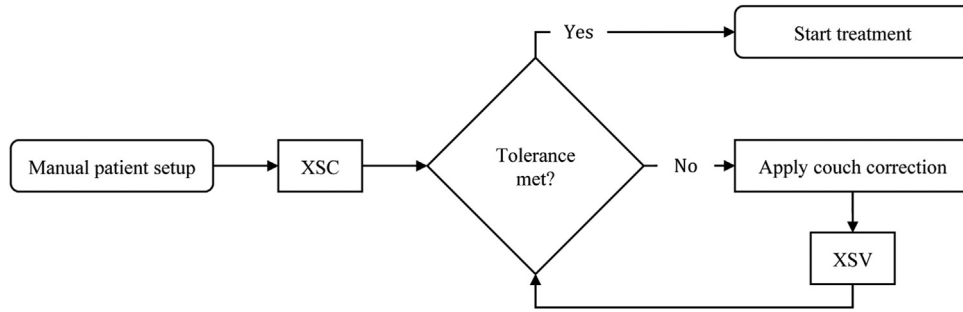 Yes
Start treatment
Manual patient setup
XSC
Tolerance
met?
No
Apply couch correction
XSV